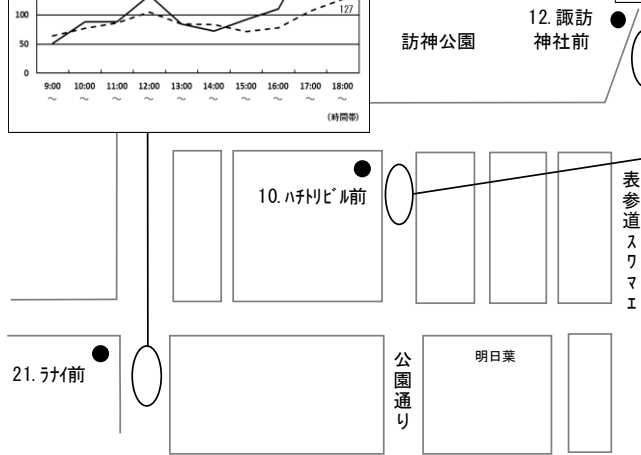 100
127
50
0
9:00 10:00 11:00 12:00 13:00 14:00 15:00 16:00 17:00 18:00
～ ～ ～ ～ ～ ～ ～ ～ ～ ～
(時間帯)
訪神公園
12.諏訪
神社前
10.ハチトリビル前
表参道スワマエ
21.ラナイ前
公園通り
明日葉